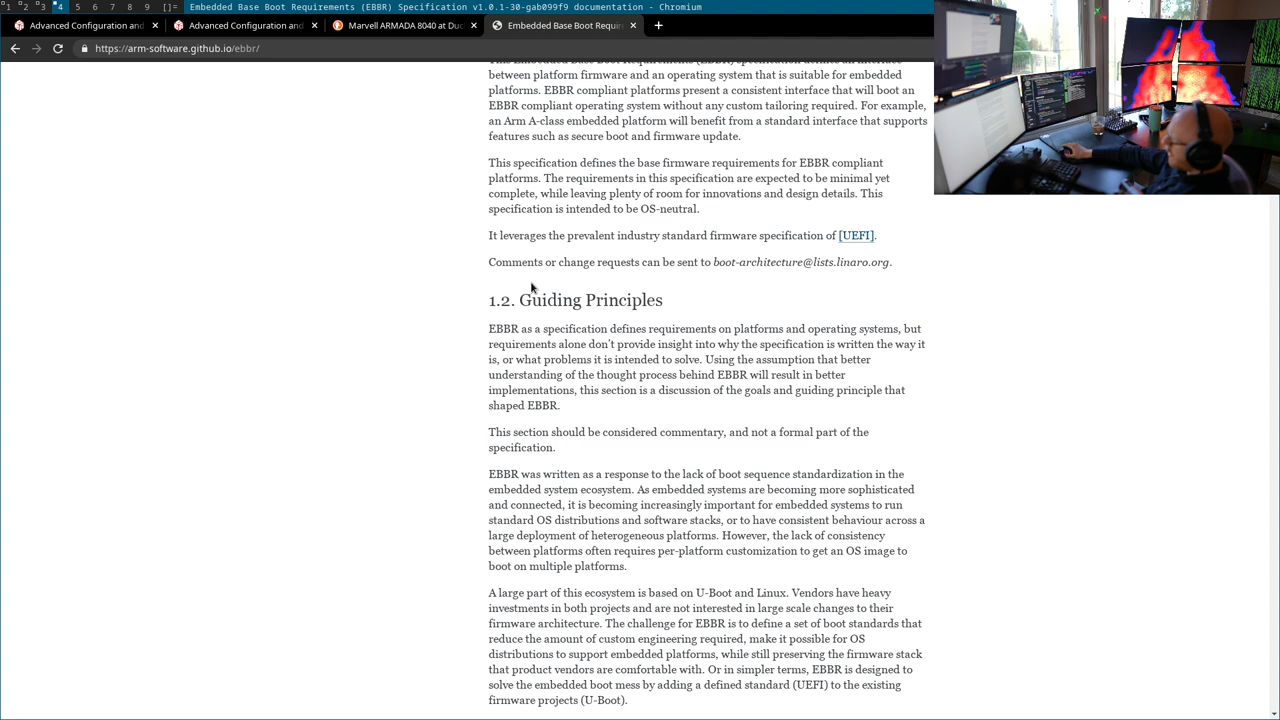 1 2 3 4 5 6 7 8 9 []= Embedded Base Boot Requirements (EBBR) Specification v1.0.1-30-gab099f9 documentation - Chromium
Advanced Configuration and × Advanced Configuration and × Marvell ARMADA 8040 at Duc × Embedded Base Boot Requir × +
https://arm-software.github.io/ebbr/
This Embedded Base Boot Requirements (EBBR) specification defines an interface
between platform firmware and an operating system that is suitable for embedded
platforms. EBBR compliant platforms present a consistent interface that will boot an
EBBR compliant operating system without any custom tailoring required. For example,
an Arm A-class embedded platform will benefit from a standard interface that supports
features such as secure boot and firmware update.
This specification defines the base firmware requirements for EBBR compliant
platforms. The requirements in this specification are expected to be minimal yet
complete, while leaving plenty of room for innovations and design details. This
specification is intended to be OS-neutral.
It leverages the prevalent industry standard firmware specification of [UEFI].
Comments or change requests can be sent to boot-architecture@lists.linaro.org.
1.2. Guiding Principles
EBBR as a specification defines requirements on platforms and operating systems, but
requirements alone don't provide insight into why the specification is written the way it
is, or what problems it is intended to solve. Using the assumption that better
understanding of the thought process behind EBBR will result in better
implementations, this section is a discussion of the goals and guiding principle that
shaped EBBR.
This section should be considered commentary, and not a formal part of the
specification.
EBBR was written as a response to the lack of boot sequence standardization in the
embedded system ecosystem. As embedded systems are becoming more sophisticated
and connected, it is becoming increasingly important for embedded systems to run
standard OS distributions and software stacks, or to have consistent behaviour across a
large deployment of heterogeneous platforms. However, the lack of consistency
between platforms often requires per-platform customization to get an OS image to
boot on multiple platforms.
A large part of this ecosystem is based on U-Boot and Linux. Vendors have heavy
investments in both projects and are not interested in large scale changes to their
firmware architecture. The challenge for EBBR is to define a set of boot standards that
reduce the amount of custom engineering required, make it possible for OS
distributions to support embedded platforms, while still preserving the firmware stack
that product vendors are comfortable with. Or in simpler terms, EBBR is designed to
solve the embedded boot mess by adding a defined standard (UEFI) to the existing
firmware projects (U-Boot).